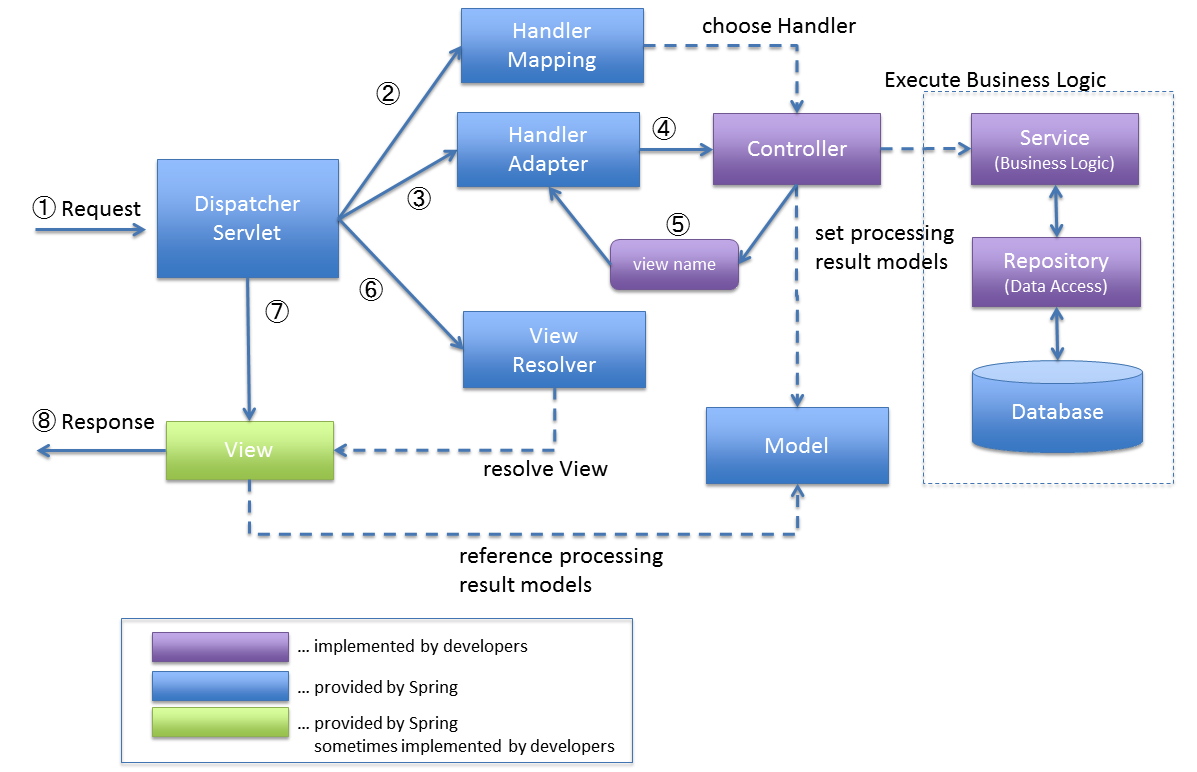 Handler
Mapping
choose Handler
②
Execute Business Logic
Handler
Adapter
④
Controller
Service
(Business Logic)
① Request
Dispatcher
Servlet
③
⑤
view name
set processing
result models
Repository
(Data Access)
⑥
⑦
View
Resolver
Database
⑧ Response
View
resolve View
Model
reference processing
result models
... implemented by developers
... provided by Spring
... provided by Spring
sometimes implemented by developers